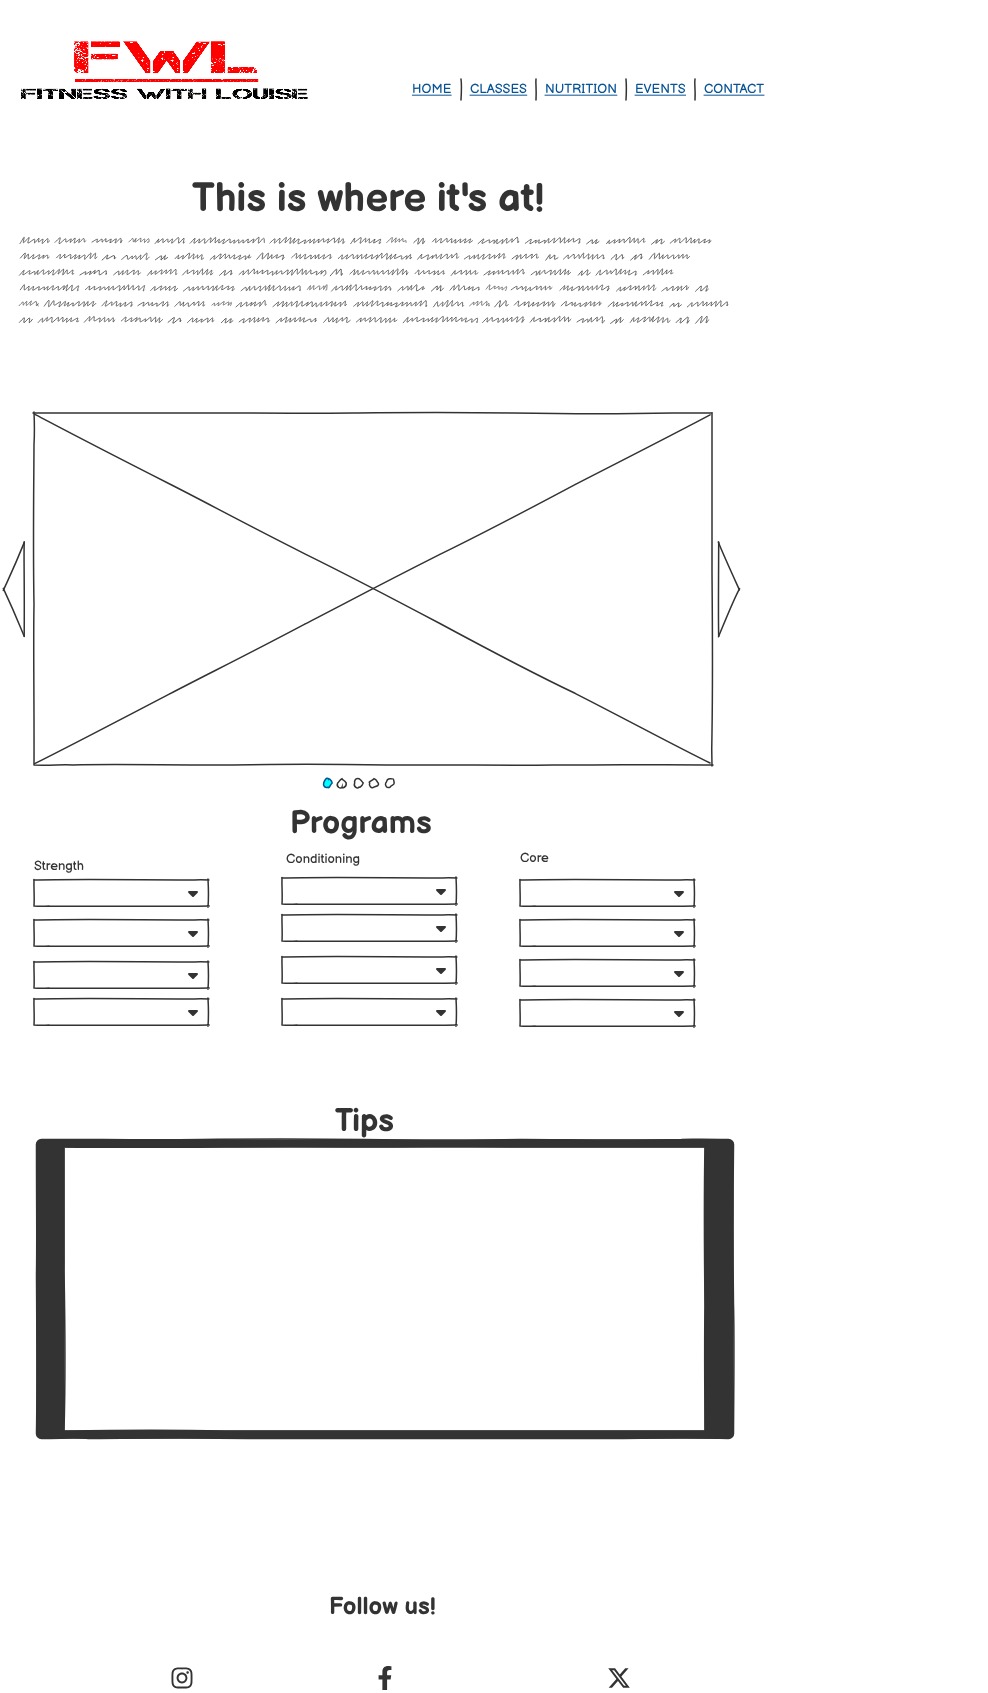 FWL
FITNESS WITH LOUISE
HOME CLASSES NUTRITION EVENTS CONTACT
This is where it's at!
Programs
Strength Conditioning Core
Tips
Follow us!